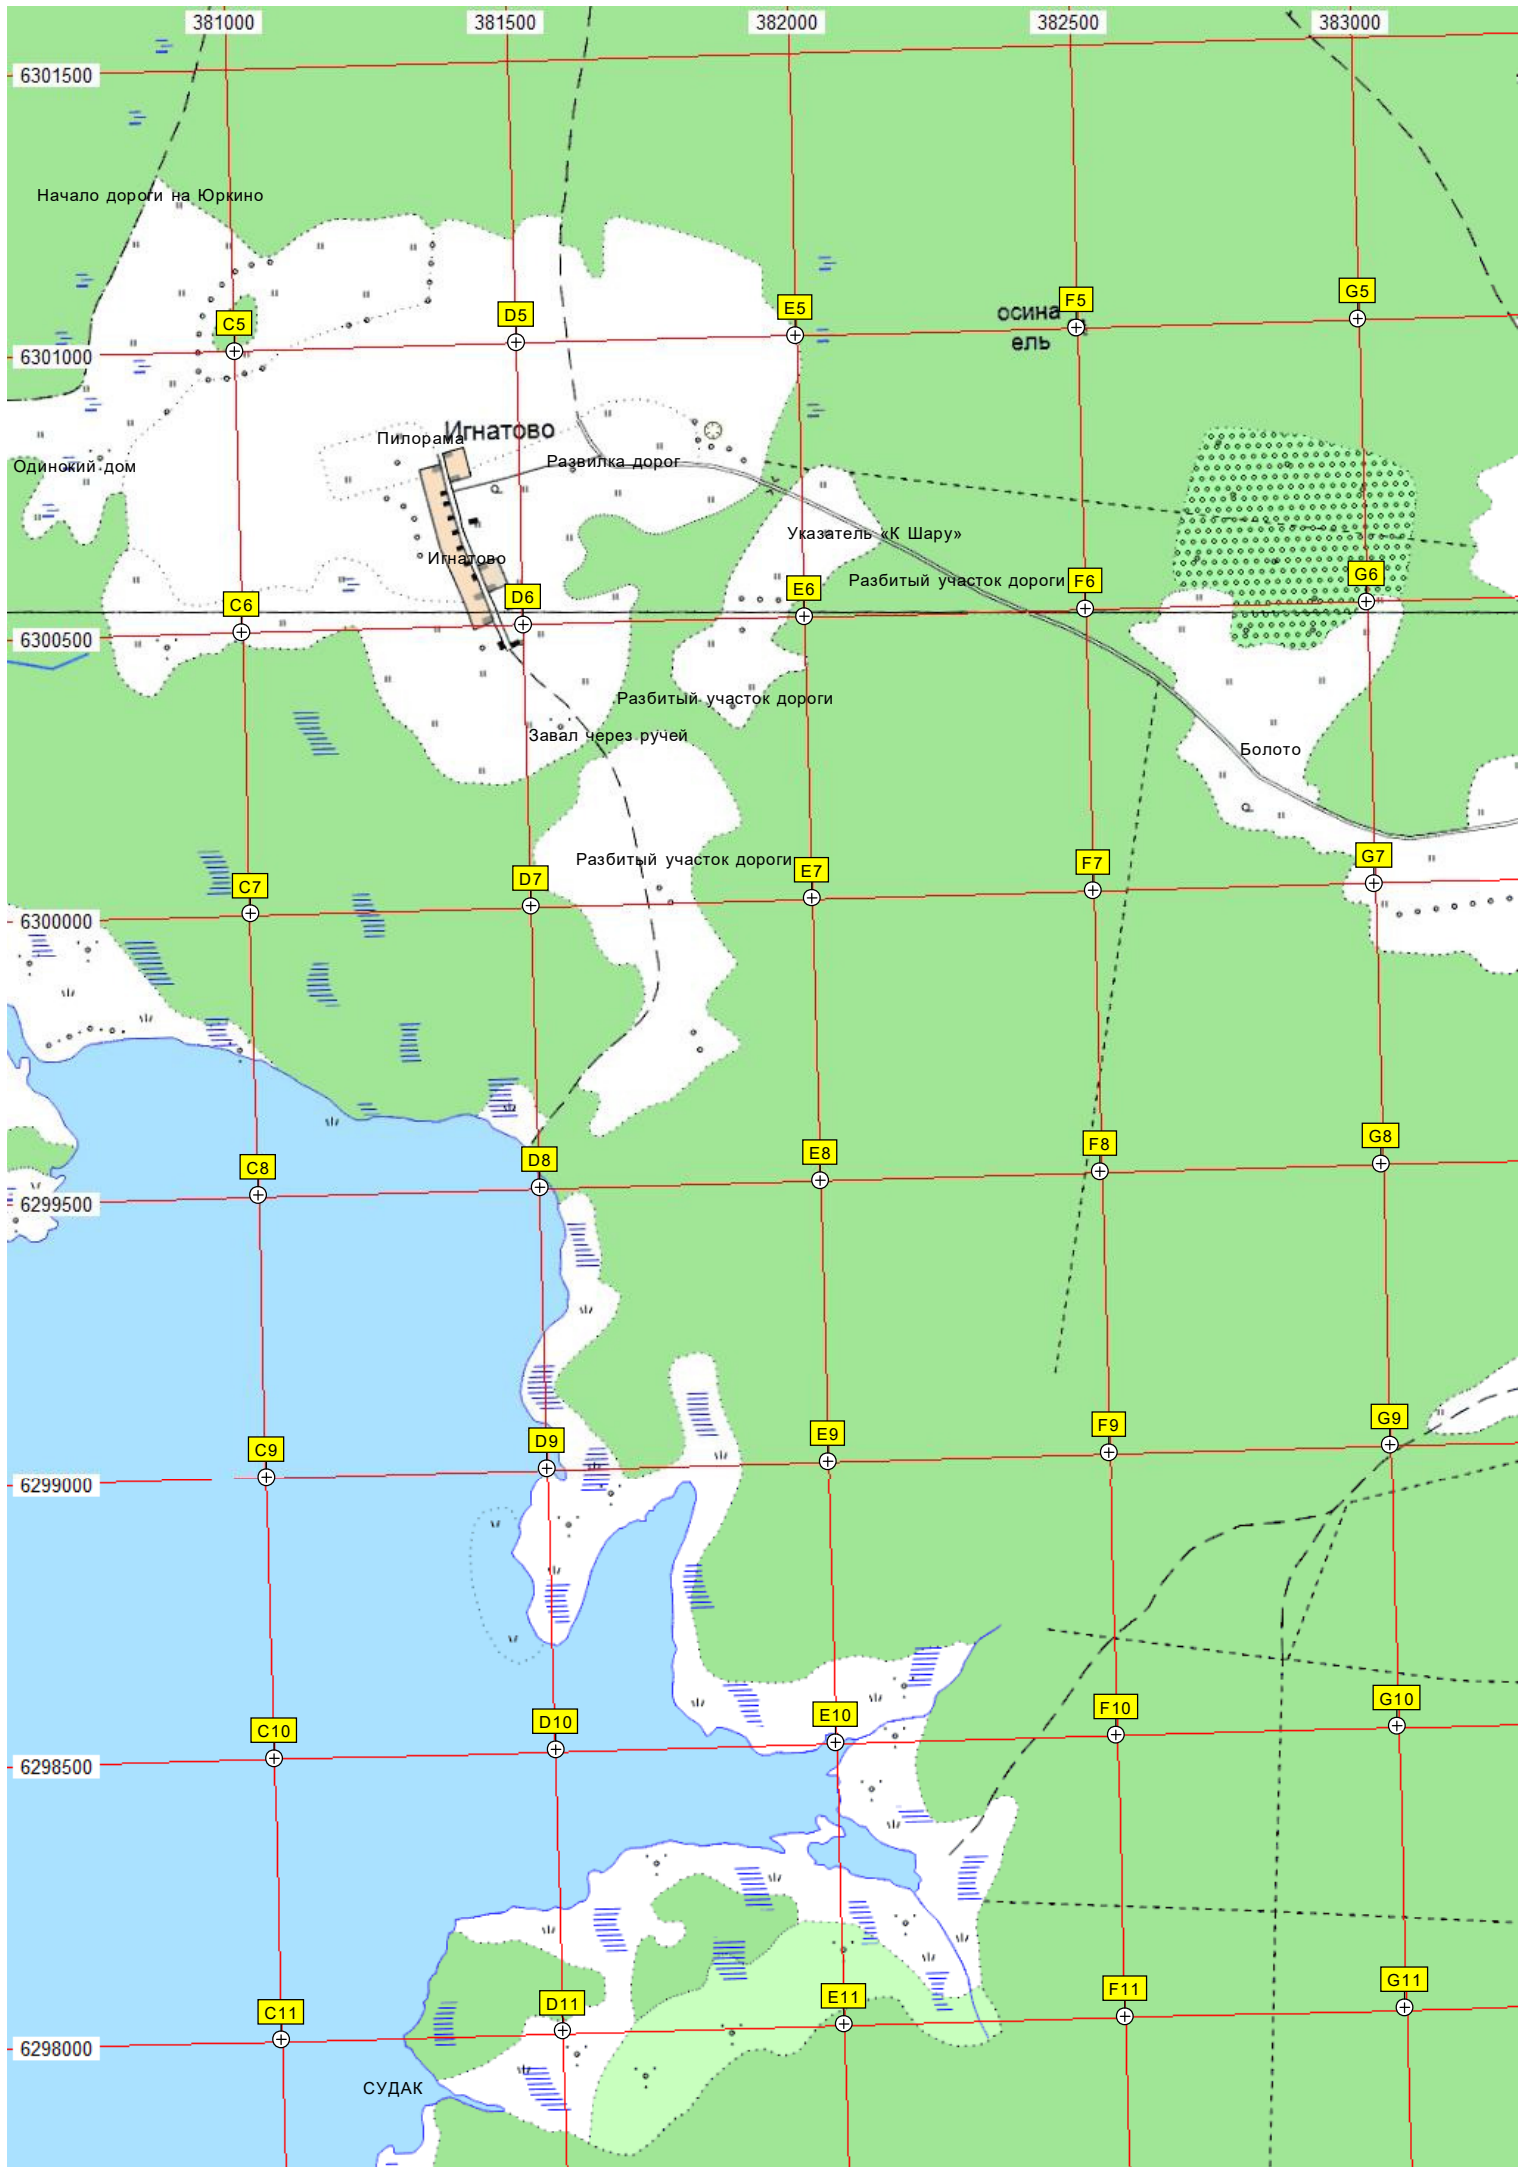 381000 381500 382000 382500 383000
6301500
Начало дороги на Юркино
C5 D5 E5 F5 G5
осина
ель
6301000
Игнатово
Пилорама
Развилка дорог
Одинокий дом
Указатель «К Шару»
Игнатово
Разбитый участок дороги
C6 D6 E6 F6 G6
6300500
Разбитый участок дороги
Завал через ручей
Болото
Разбитый участок дороги
C7 D7 E7 F7 G7
6300000
C8 D8 E8 F8 G8
6299500
C9 D9 E9 F9 G9
6299000
C10 D10 E10 F10 G10
6298500
C11 D11 E11 F11 G11
6298000
СУДАК